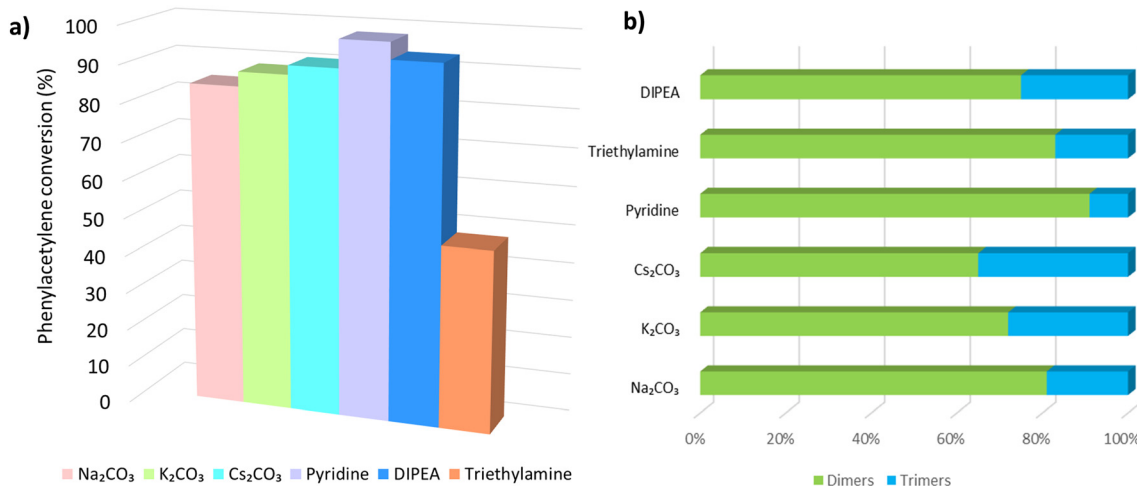 a)
Phenylacetylene conversion (%)
100
90
80
70
60
50
40
30
20
10
0
Na₂CO₃ K₂CO₃ Cs₂CO₃ Pyridine DIPEA Triethylamine
b)
DIPEA
Triethylamine
Pyridine
Cs₂CO₃
K₂CO₃
Na₂CO₃
0% 20% 40% 60% 80% 100%
Dimers Trimers